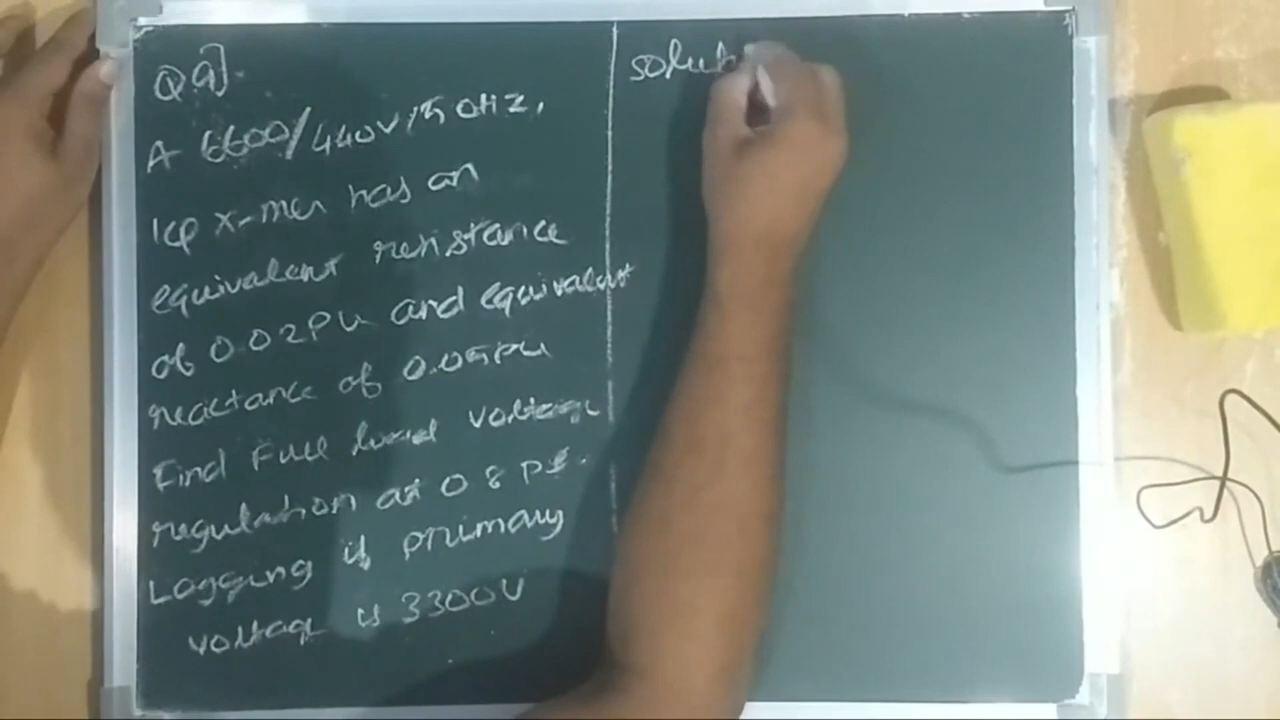 Q9].
A 6600/440V, 50Hz,
1φ x-mer has an
equivalent resistance
of 0.02PU and equivalent
reactance of 0.05PU
Find Full load voltage
regulation at 0.8 Pf.
Lagging if primary
voltage is 3300V
solut